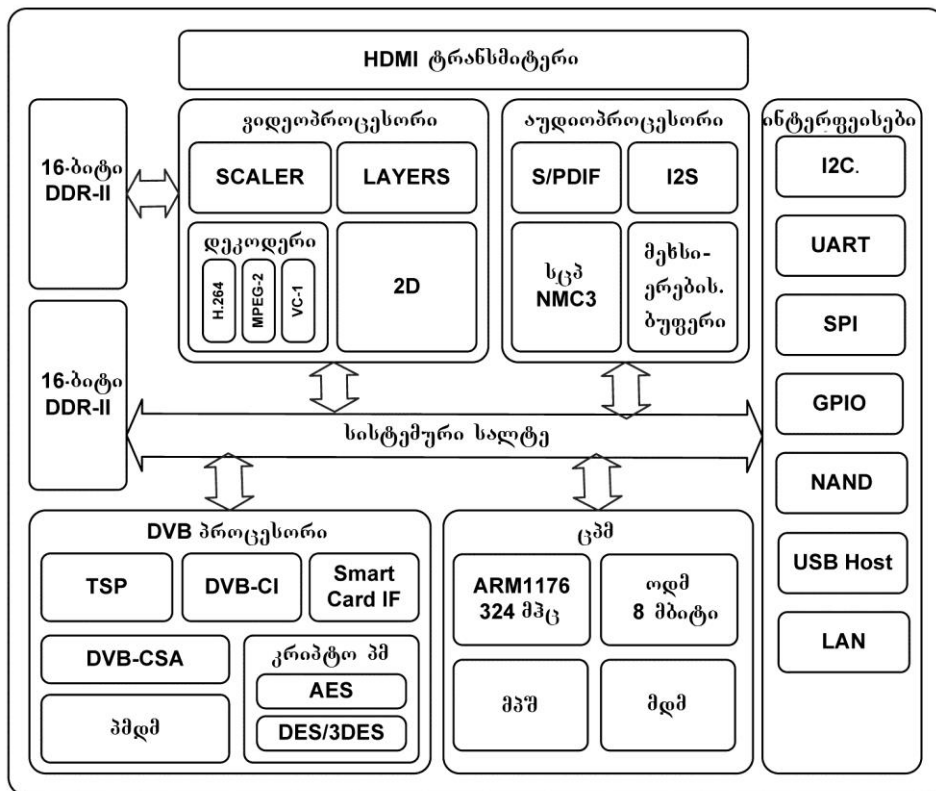 HDMI ტრანსმიტერი
16-ბიტი
DDR-II
ვიდეოპროცესორი
SCALER
LAYERS
დეკოდერი
H.264
MPEG-2
VC-1
2D
აუდიოპროცესორი
S/PDIF
I2S
სცპ
NMC3
მეხსი-
ერების.
ბუფერი
ინტერფეისები
I2C.
UART
SPI
GPIO
NAND
USB Host
LAN
16-ბიტი
DDR-II
სისტემური სალტე
DVB პროცესორი
TSP
DVB-CI
Smart
Card IF
DVB-CSA
კრიპტო პმ
AES
DES/3DES
პმდმ
ცპმ
ARM1176
324 მჰც
ოდმ
8 მბიტი
მპშ
მდმ